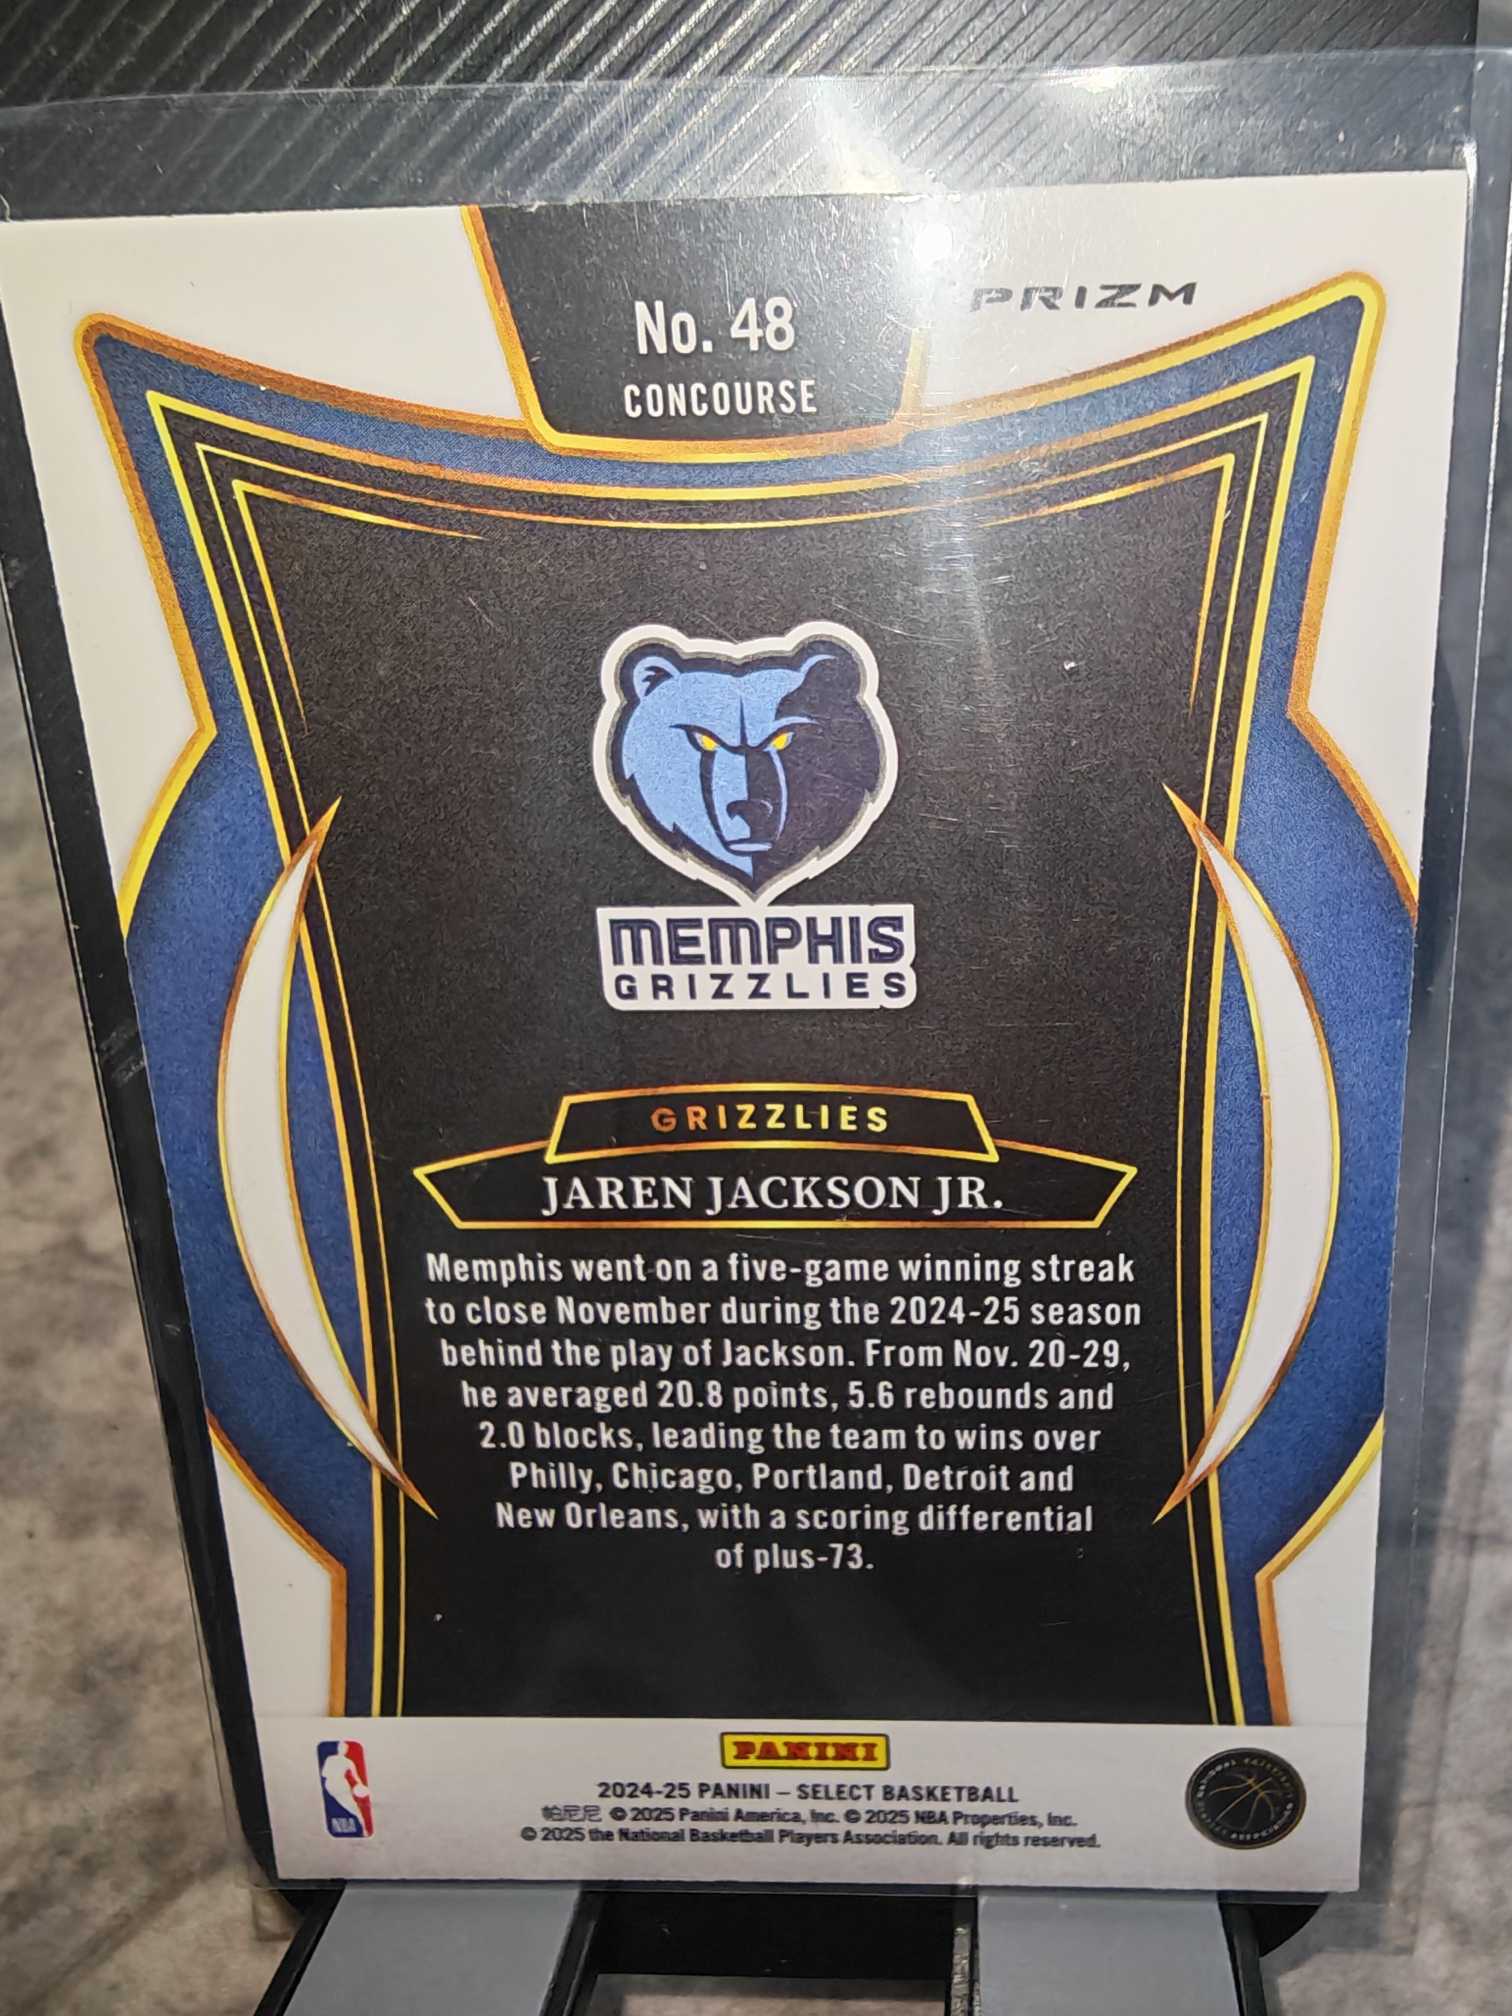 No. 48
PRIZM
CONCOURSE
MEMPHIS
GRIZZLIES
GRIZZLIES
JAREN JACKSON JR.
Memphis went on a five-game winning streak
to close November during the 2024-25 season
behind the play of Jackson. From Nov. 20-29,
he averaged 20.8 points, 5.6 rebounds and
2.0 blocks, leading the team to wins over
Philly, Chicago, Portland, Detroit and
New Orleans, with a scoring differential
of plus-73.
PANINI
NBA
2024-25 PANINI – SELECT BASKETBALL
帕尼尼 © 2025 Panini America, Inc. © 2025 NBA Properties, Inc.
© 2025 the National Basketball Players Association. All rights reserved.